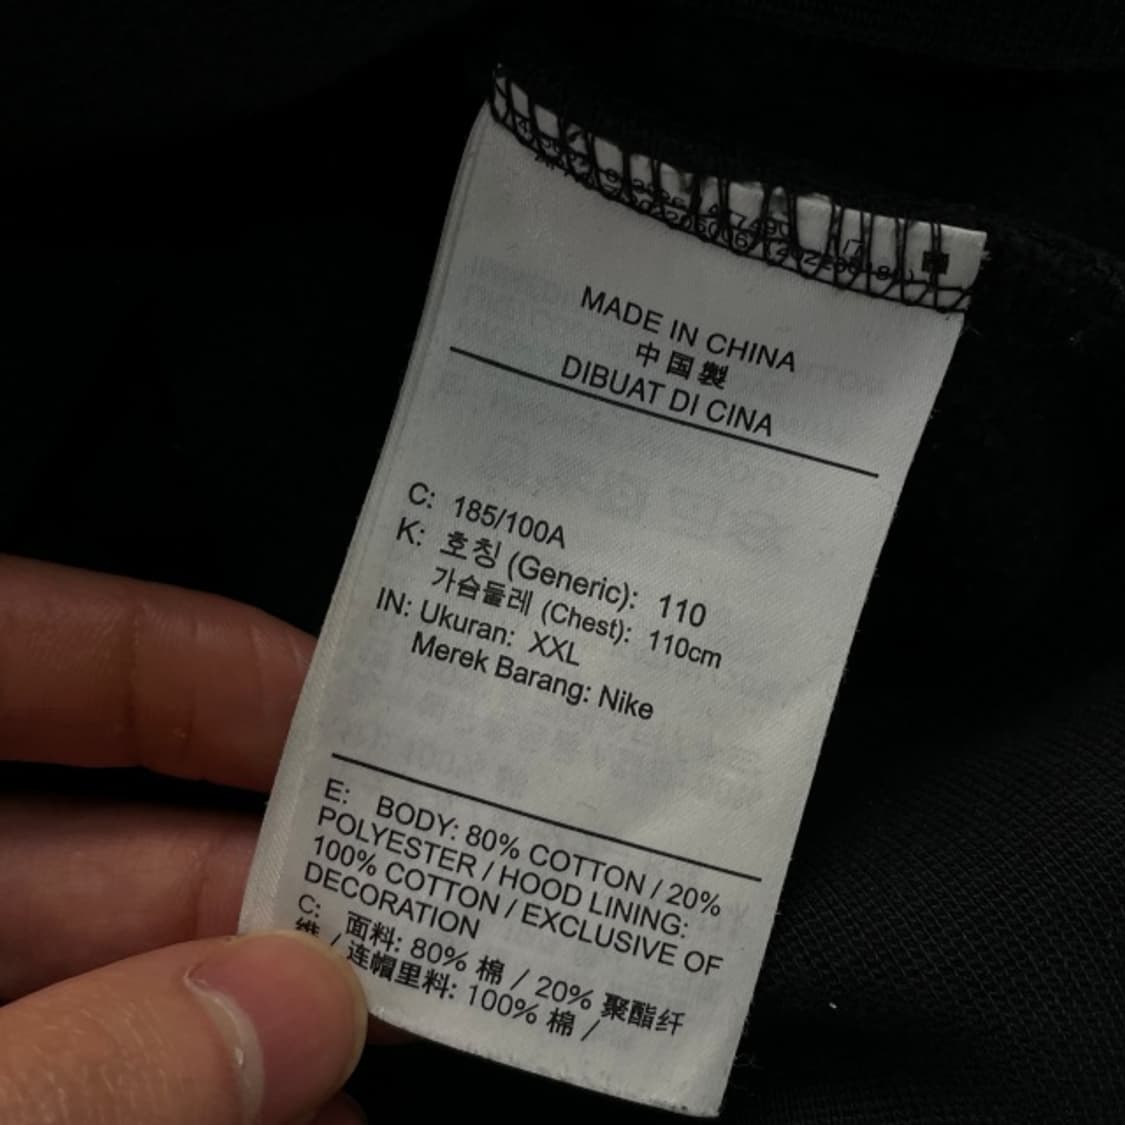 MADE IN CHINA
中国製
DIBUAT DI CINA
C: 185/100A
K: 호칭 (Generic): 110
가슴둘레 (Chest): 110cm
IN: Ukuran: XXL
Merek Barang: Nike
E: BODY: 80% COTTON / 20%
POLYESTER / HOOD LINING:
100% COTTON / EXCLUSIVE OF
DECORATION
C: 面料: 80% 棉 / 20% 聚酯纤
维 / 连帽里料: 100% 棉 /